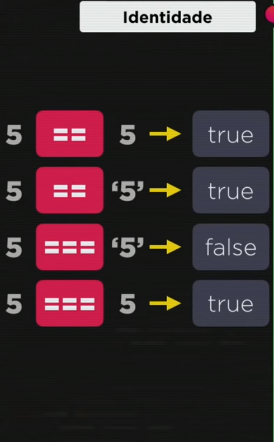 Identidade
5 == 5 → true
5 == ‘5’ → true
5 === ‘5’ → false
5 === 5 → true